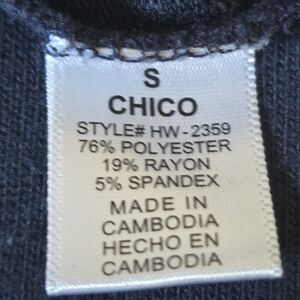 S
CHICO
STYLE# HW-2359
76% POLYESTER
19% RAYON
5% SPANDEX
MADE IN
CAMBODIA
HECHO EN
CAMBODIA